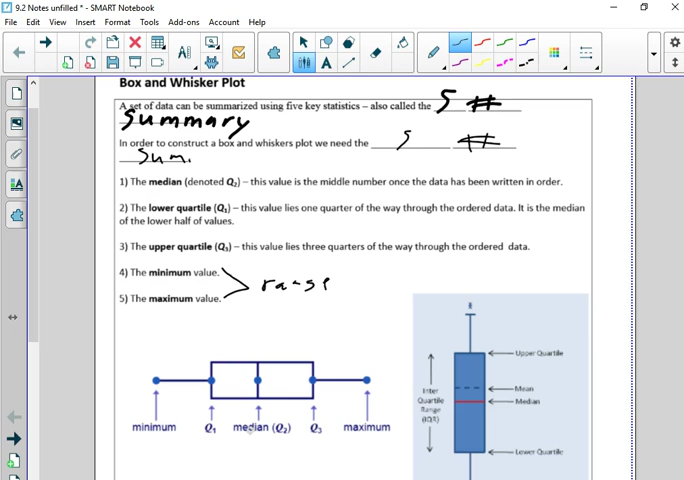 9.2 Notes unfilled * - SMART Notebook
File Edit View Insert Format Tools Add-ons Account Help
Box and Whisker Plot
A set of data can be summarized using five key statistics – also called the 5 #
Summary
In order to construct a box and whiskers plot we need the 5 #
Sum.
1) The median (denoted Q₂) – this value is the middle number once the data has been written in order.
2) The lower quartile (Q₁) – this value lies one quarter of the way through the ordered data. It is the median
of the lower half of values.
3) The upper quartile (Q₃) – this value lies three quarters of the way through the ordered data.
4) The minimum value.
range
5) The maximum value.
Upper Quartile
Inter
Quartile
Range
(IQR)
Mean
Median
Lower Quartile
minimum Q₁ median (Q₂) Q₃ maximum